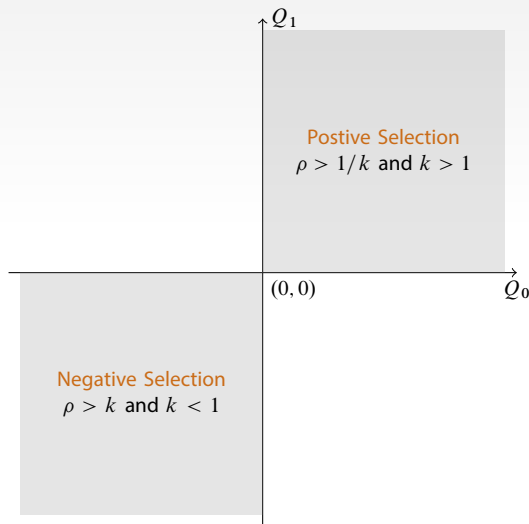 Q₁
Postive Selection
ρ > 1/k and k > 1
(0, 0)
Q₀
Negative Selection
ρ > k and k < 1